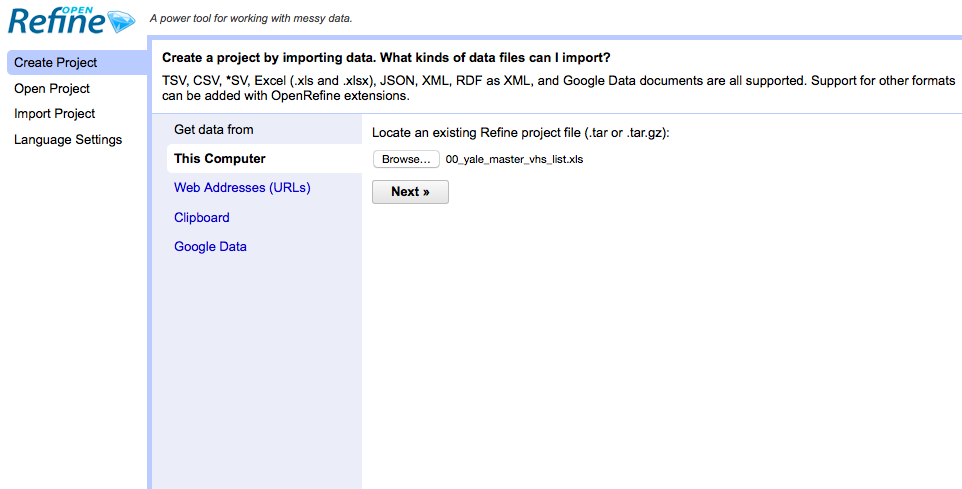 OPEN
Refine
A power tool for working with messy data.
Create Project
Open Project
Import Project
Language Settings
Create a project by importing data. What kinds of data files can I import?
TSV, CSV, *SV, Excel (.xls and .xlsx), JSON, XML, RDF as XML, and Google Data documents are all supported. Support for other formats
can be added with OpenRefine extensions.
Get data from
This Computer
Web Addresses (URLs)
Clipboard
Google Data
Locate an existing Refine project file (.tar or .tar.gz):
Browse... 00_yale_master_vhs_list.xls
Next »